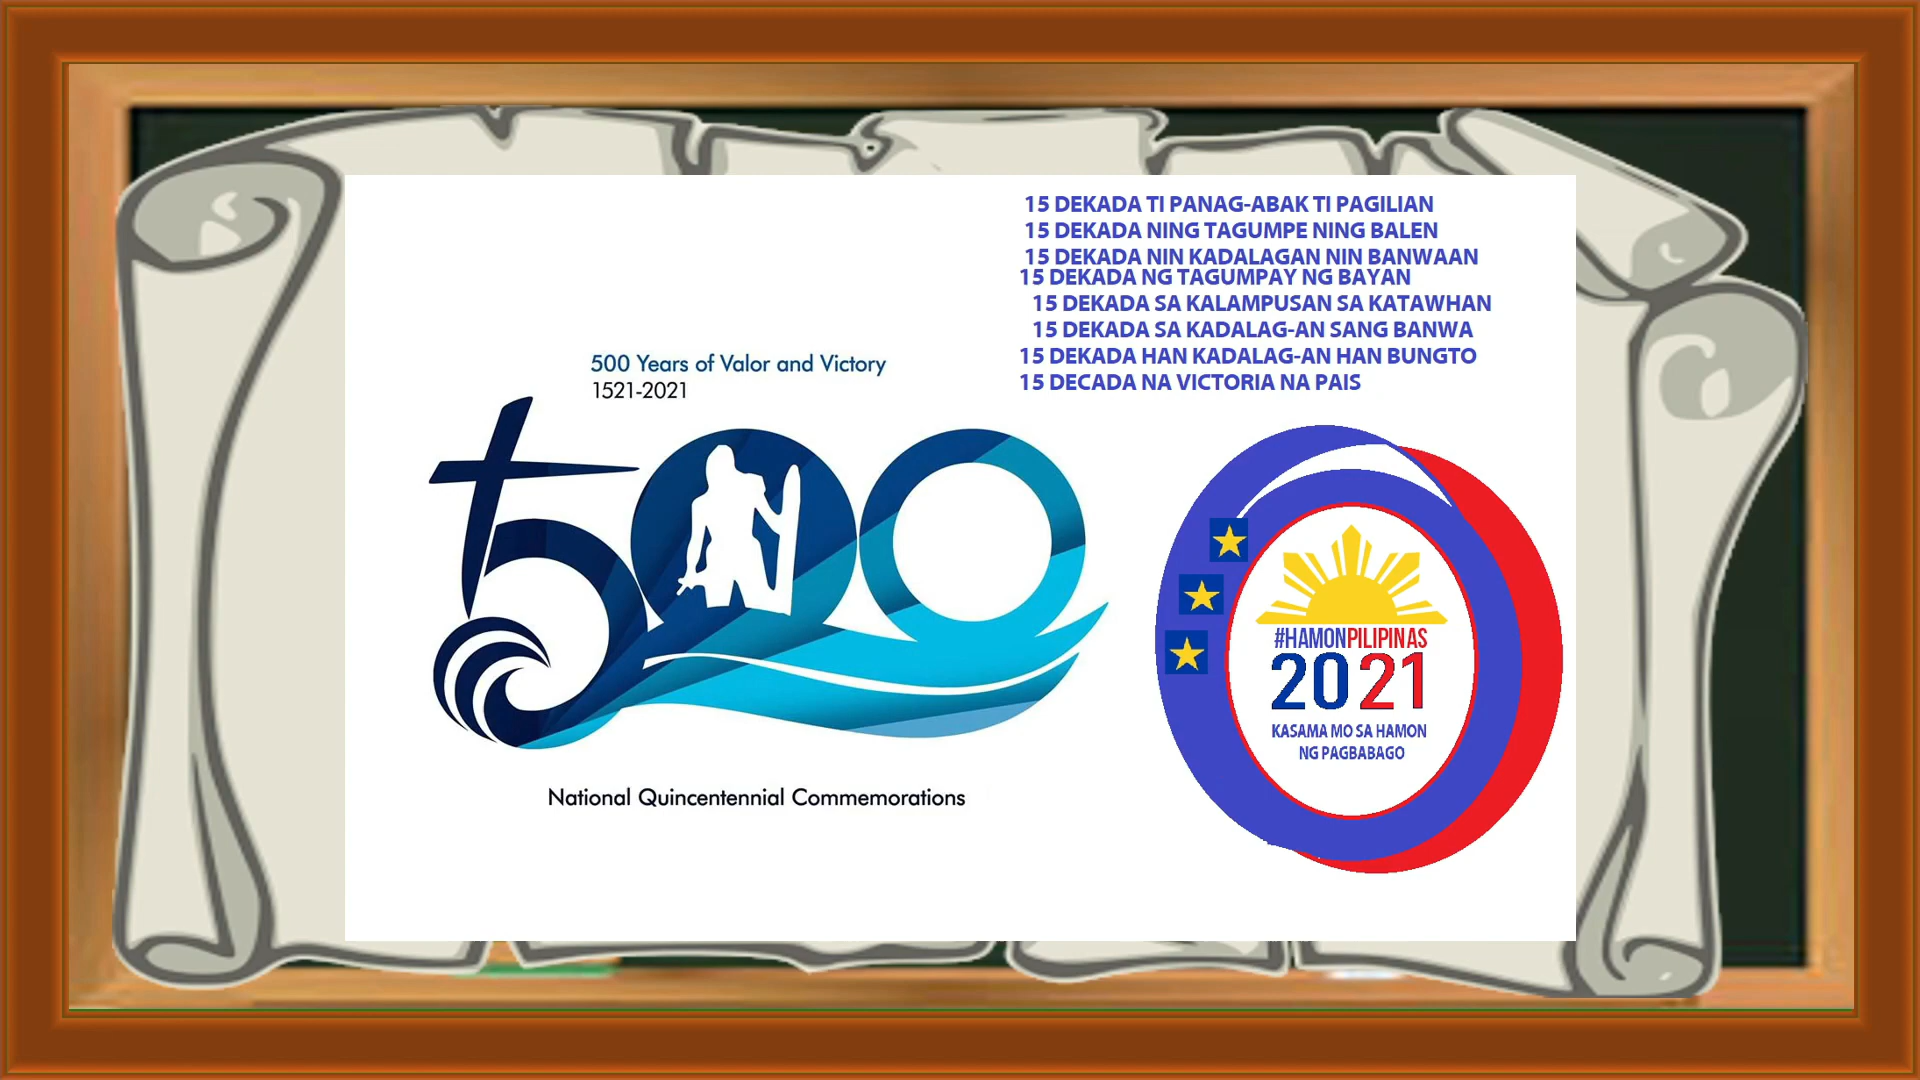 15 DEKADA TI PANAG-ABAK TI PAGILIAN
15 DEKADA NING TAGUMPE NING BALEN
15 DEKADA NIN KADALAGAN NIN BANWAAN
15 DEKADA NG TAGUMPAY NG BAYAN
15 DEKADA SA KALAMPUSAN SA KATAWHAN
15 DEKADA SA KADALAG-AN SANG BANWA
15 DEKADA HAN KADALAG-AN HAN BUNGTO
15 DECADA NA VICTORIA NA PAIS
500 Years of Valor and Victory
1521-2021
500
National Quincentennial Commemorations
#HAMONPILIPINAS
2021
KASAMA MO SA HAMON
NG PAGBABAGO